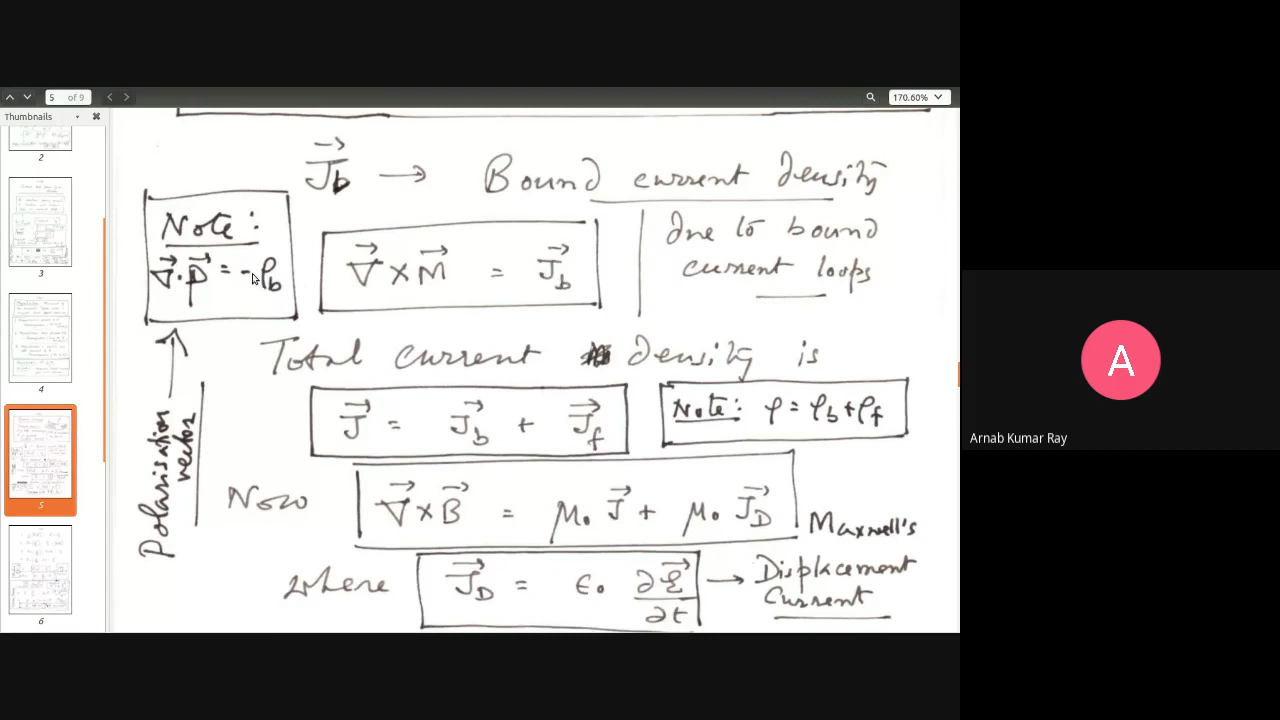 5 of 9
170.60%
Thumbnails
2
3
4
5
6
J⃗b → Bound current density
due to bound
current loops
Note:
∇⃗·P⃗ = -ρb
∇⃗ × M⃗ = J⃗b
Polarisation
vector
Total current density is
J⃗ = J⃗b + J⃗f
Note: ρ = ρb + ρf
Now ∇⃗ × B⃗ = μ₀ J⃗ + μ₀ J⃗D Maxwell's
where J⃗D = ϵ₀ ∂E⃗/∂t → Displacement
Current
A
Arnab Kumar Ray